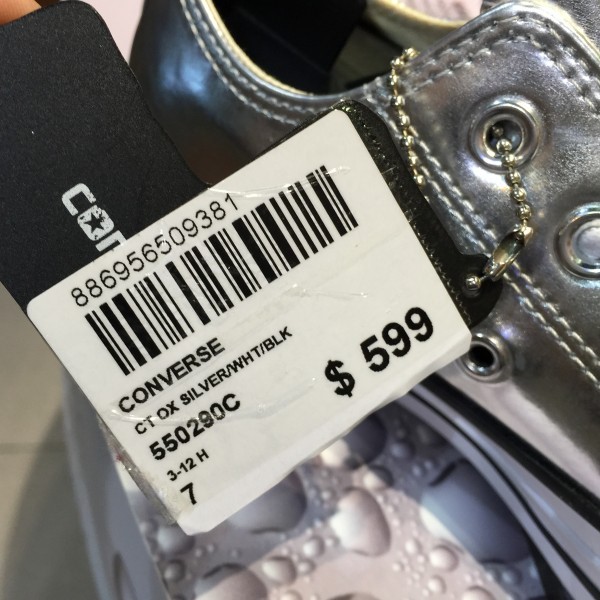 886956509381
CONVERSE
CT OX SILVER/WHT/BLK
550290C
$ 599
3-12 H
7